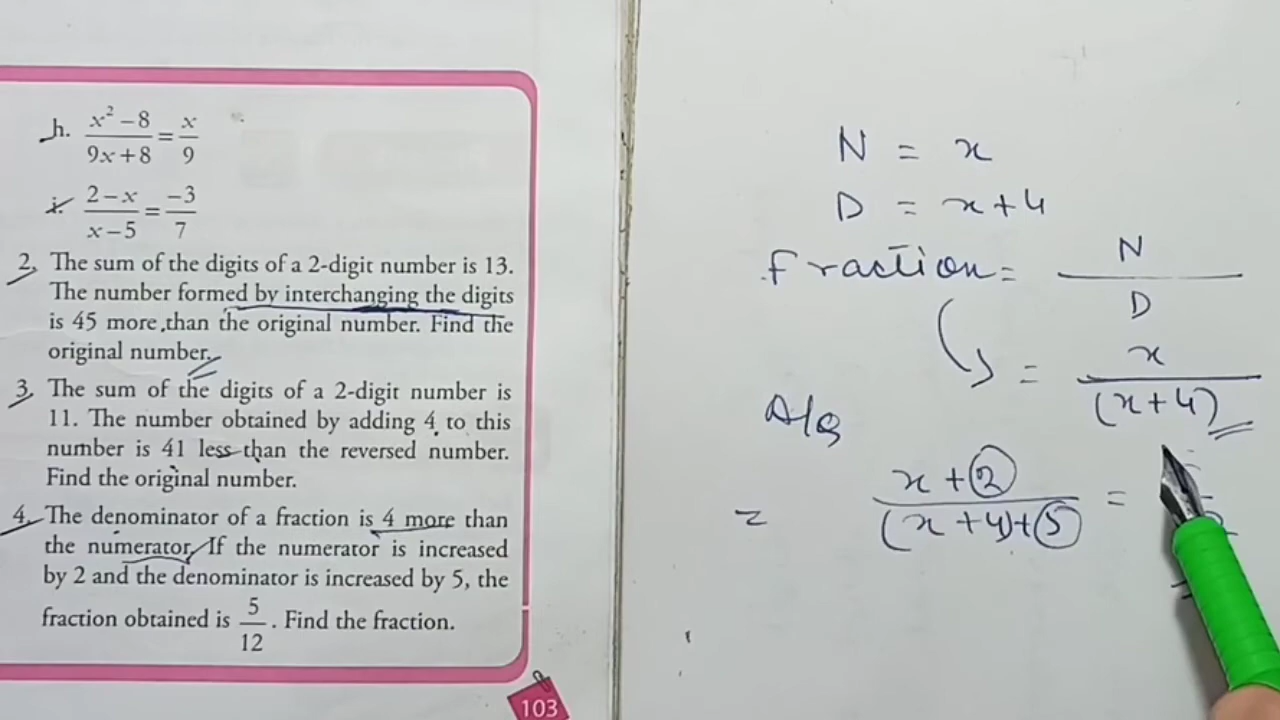 h. x² – 8 / 9x + 8 = x / 9
i. 2 – x / x – 5 = –3 / 7
2. The sum of the digits of a 2-digit number is 13.
The number formed by interchanging the digits
is 45 more than the original number. Find the
original number.
3. The sum of the digits of a 2-digit number is
11. The number obtained by adding 4 to this
number is 41 less than the reversed number.
Find the original number.
4. The denominator of a fraction is 4 more than
the numerator. If the numerator is increased
by 2 and the denominator is increased by 5, the
fraction obtained is 5/12. Find the fraction.
103
N = x
D = x + 4
Fraction = N / D
= x / (x + 4)
A/q
= x + 2 / (x + 4) + 5 =